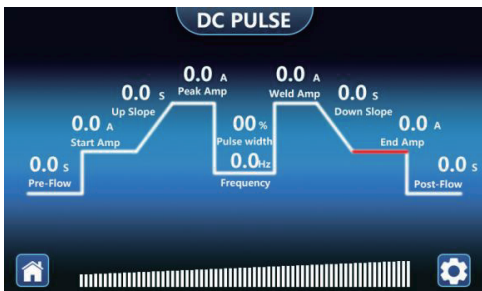 DC PULSE
0.0 A
Peak Amp
0.0 A
Weld Amp
0.0 s
Up Slope
0.0 s
Down Slope
0.0 A
Start Amp
00 %
Pulse width
0.0 A
End Amp
0.0 s
Pre-Flow
0.0Hz
Frequency
0.0 s
Post-Flow